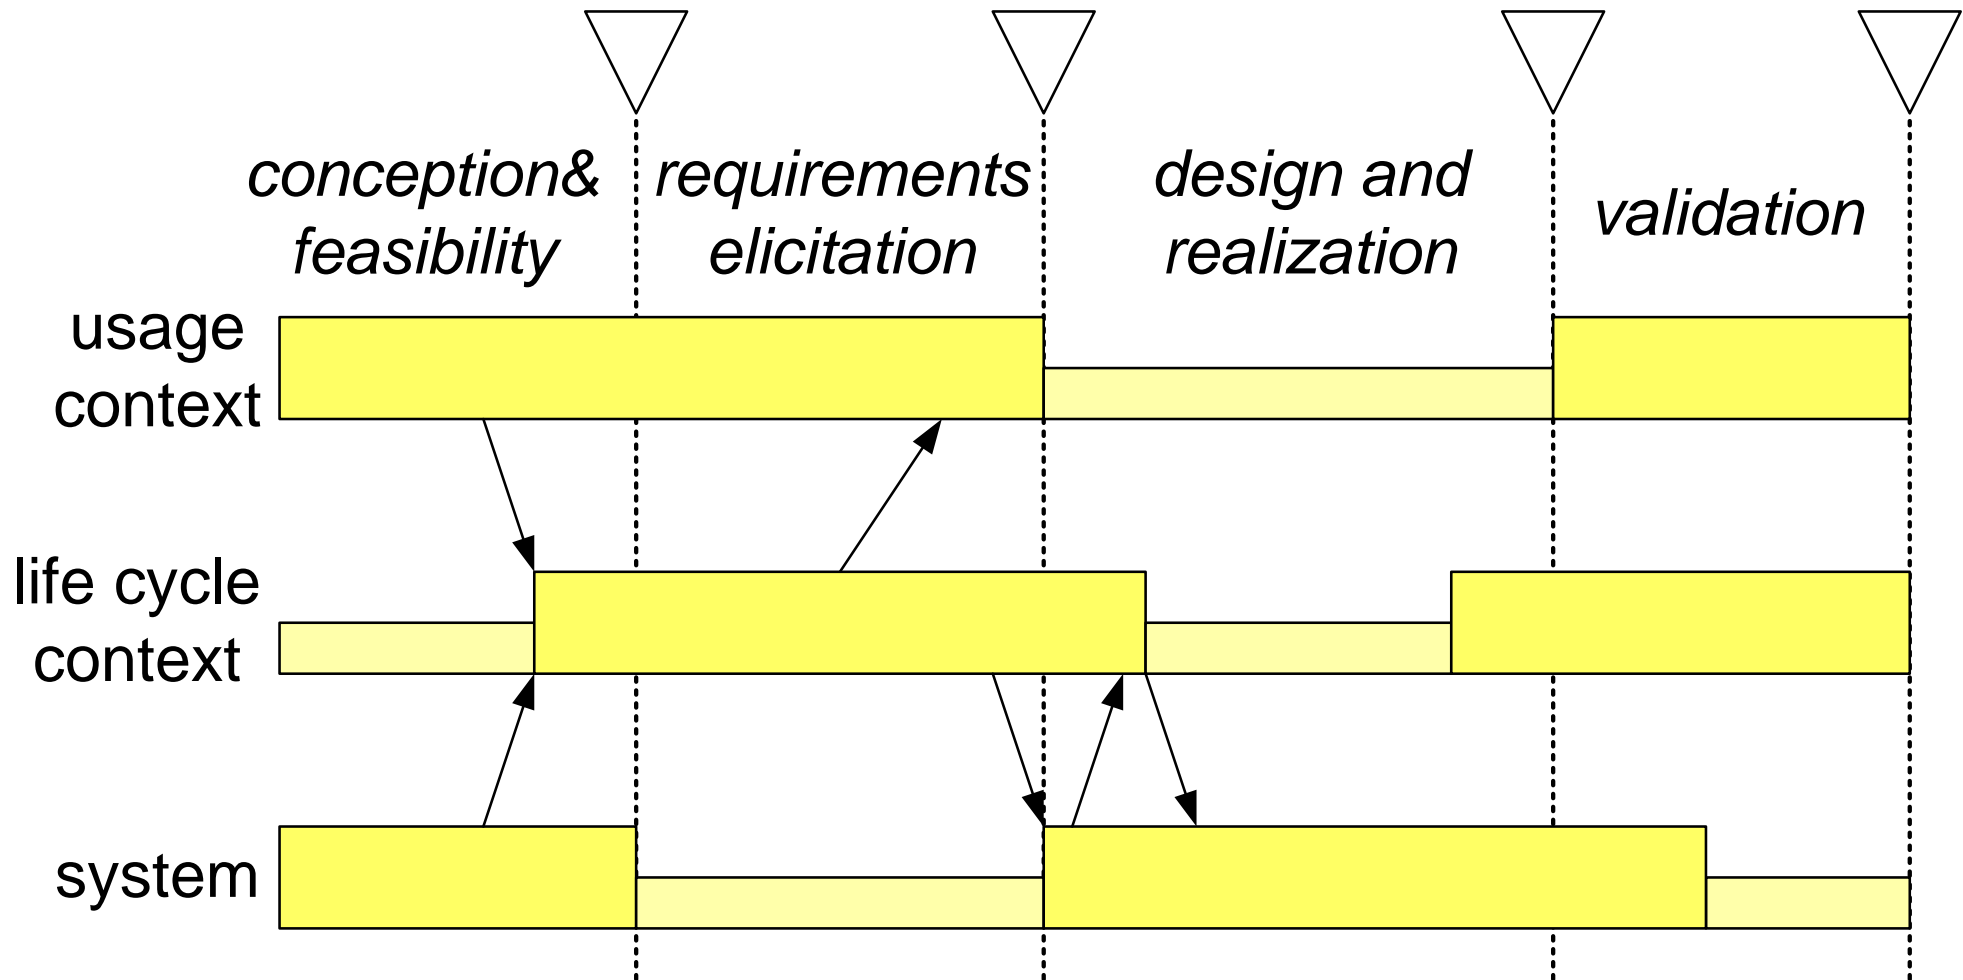 conception&
feasibility
requirements
elicitation
design and
realization
validation
usage
context
life cycle
context
system